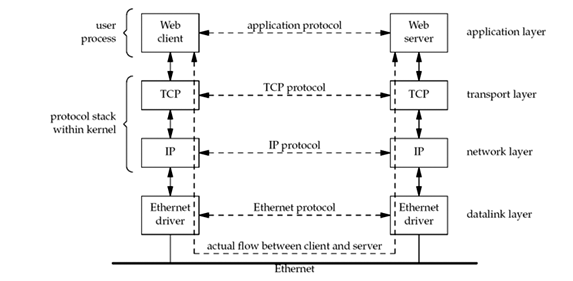 user
process
Web
client
application protocol
Web
server
application layer
protocol stack
within kernel
TCP
TCP protocol
TCP
transport layer
IP
IP protocol
IP
network layer
Ethernet
driver
Ethernet protocol
Ethernet
driver
datalink layer
actual flow between client and server
Ethernet